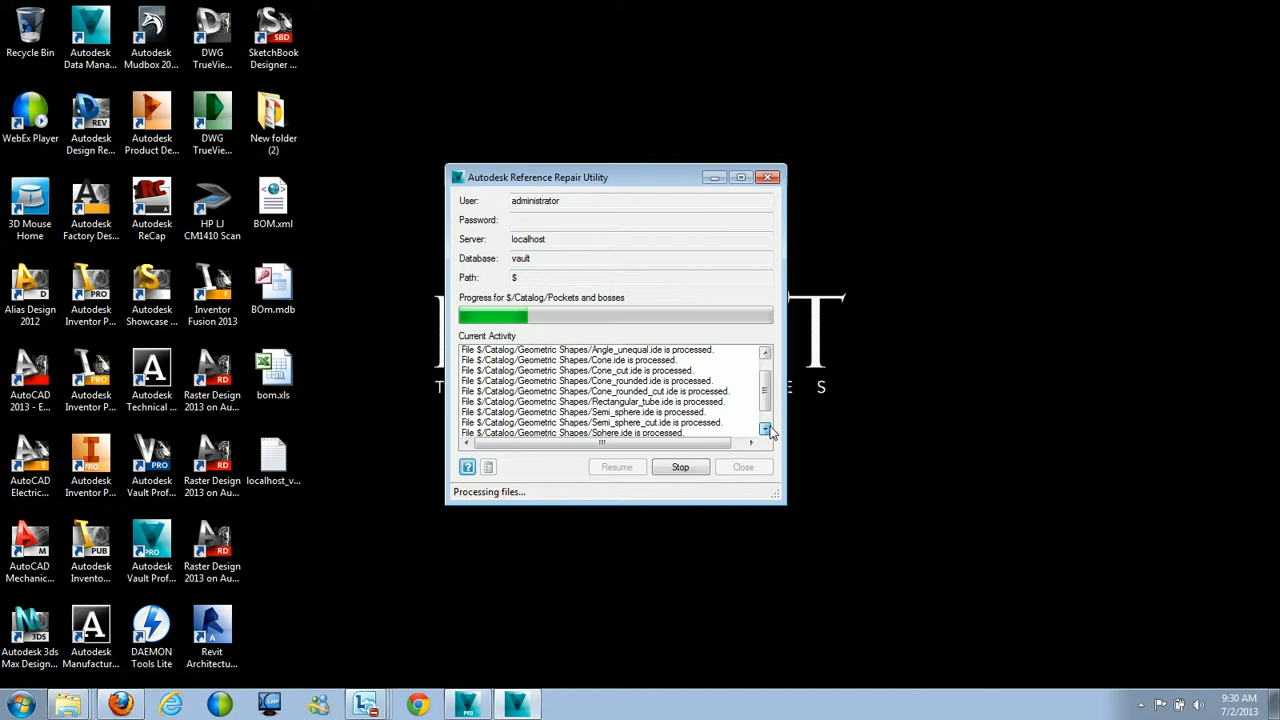 Recycle Bin
Autodesk
Data Mana...
Autodesk
Mudbox 20...
DWG
TrueVie...
SketchBook
Designer ...
WebEx Player
Autodesk
Design Re...
Autodesk
Product De...
DWG
TrueVie...
New folder
(2)
3D Mouse
Home
Autodesk
Factory Des...
Autodesk
ReCap
HP LJ
CM1410 Scan
BOM.xml
Alias Design
2012
Autodesk
Inventor P...
Autodesk
Showcase ...
Inventor
Fusion 2013
BOm.mdb
AutoCAD
2013 - E...
Autodesk
Inventor P...
Autodesk
Technical ...
Raster Design
2013 on Au...
bom.xls
AutoCAD
Electric...
Autodesk
Inventor P...
Autodesk
Vault Prof...
Raster Design
2013 on Au...
localhost_v...
AutoCAD
Mechanic...
Autodesk
Invento...
Autodesk
Vault Prof...
Raster Design
2013 on Au...
Autodesk 3ds
Max Design...
Autodesk
Manufactur...
DAEMON
Tools Lite
Revit
Architectu...
Autodesk Reference Repair Utility
User: administrator
Password:
Server: localhost
Database: vault
Path: $
Progress for $/Catalog/Pockets and bosses
Current Activity
File $/Catalog/Geometric Shapes/Angle_unequal.ide is processed.
File $/Catalog/Geometric Shapes/Cone.ide is processed.
File $/Catalog/Geometric Shapes/Cone_cut.ide is processed.
File $/Catalog/Geometric Shapes/Cone_rounded.ide is processed.
File $/Catalog/Geometric Shapes/Cone_rounded_cut.ide is processed.
File $/Catalog/Geometric Shapes/Rectangular_tube.ide is processed.
File $/Catalog/Geometric Shapes/Semi_sphere.ide is processed.
File $/Catalog/Geometric Shapes/Semi_sphere_cut.ide is processed.
File $/Catalog/Geometric Shapes/Sphere.ide is processed.
Resume Stop Close
Processing files...
9:30 AM
7/2/2013